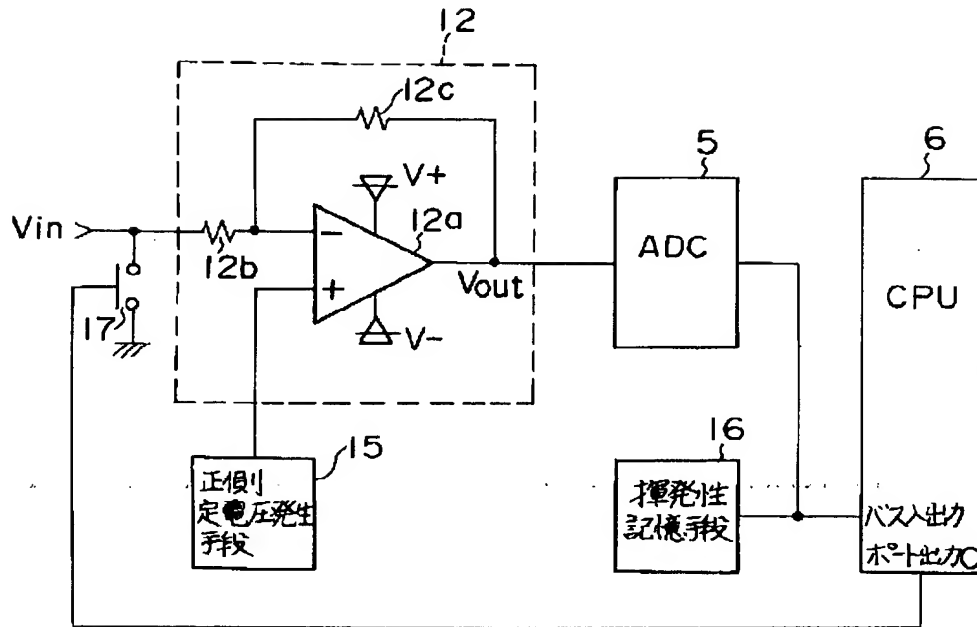 12
12c
V+
12a
Vin
12b
−
+
Vout
V-
17
5
ADC
6
CPU
15
正側
定電圧発生
手段
16
揮発性
記憶手段
バス入出力
ポート出力C